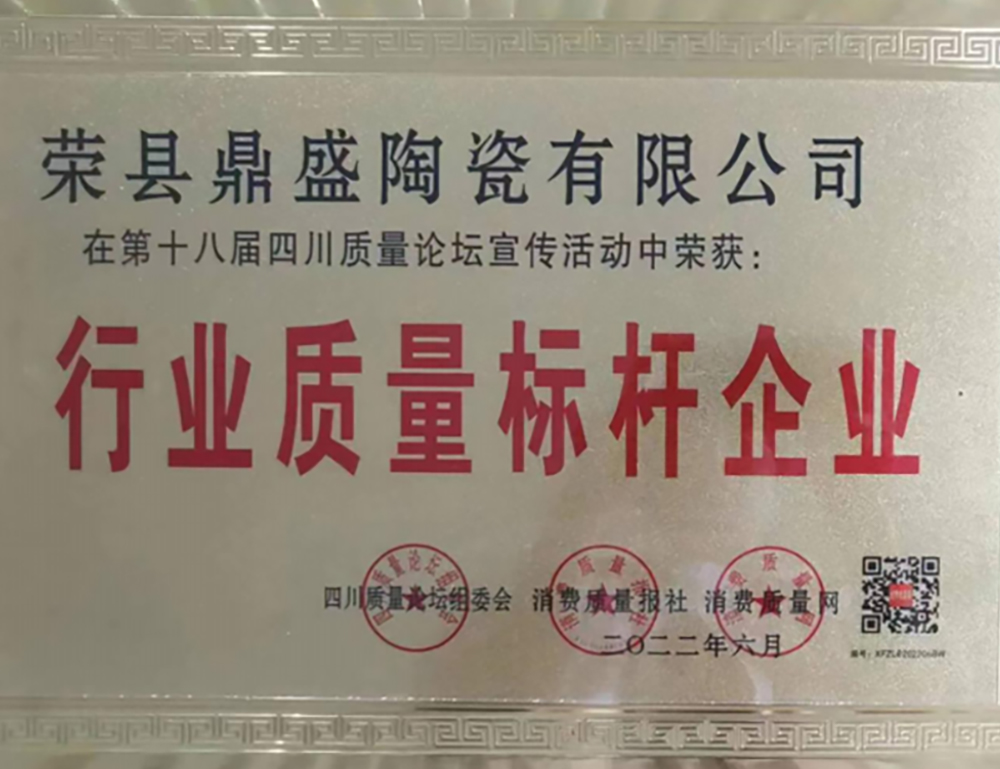 荣县鼎盛陶瓷有限公司
在第十八届四川质量论坛宣传活动中荣获：
行业质量标杆企业
四川质量论坛组委会 消费质量报社 消费质量网
二〇二二年六月